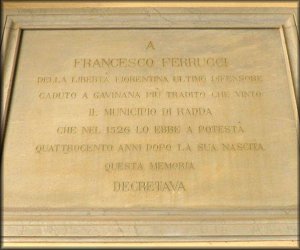 A
FRANCESCO FERRUCCI
DELLA LIBERTÀ FIORENTINA ULTIMO DIFENSORE
CADUTO A GAVINANA PIÙ TRADITO CHE VINTO
IL MUNICIPIO DI RADDA
CHE NEL 1526 LO EBBE A POTESTÀ
QUATTROCENTO ANNI DOPO LA SUA NASCITA
QUESTA MEMORIA
DECRETAVA